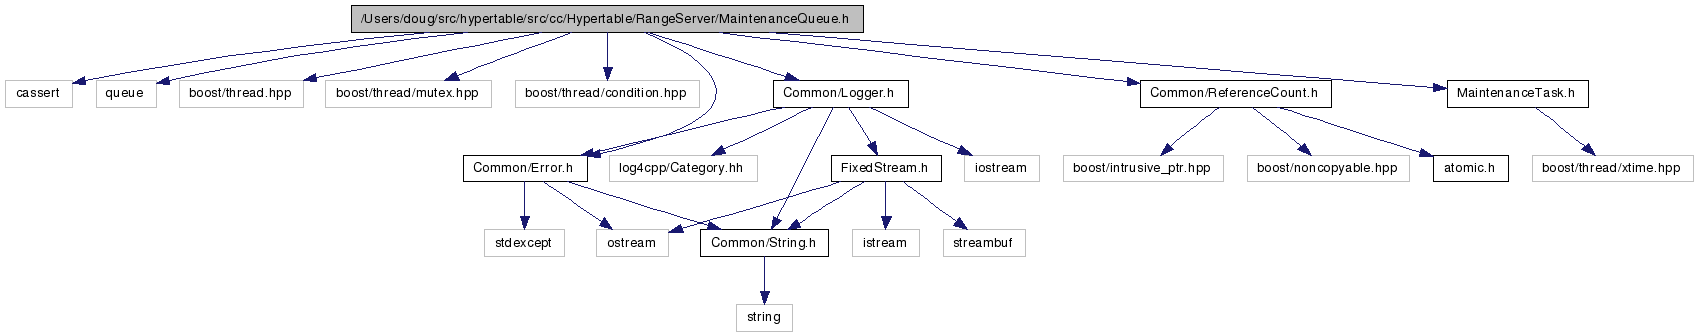 /Users/doug/src/hypertable/src/cc/Hypertable/RangeServer/MaintenanceQueue.h
cassert
queue
boost/thread.hpp
boost/thread/mutex.hpp
boost/thread/condition.hpp
Common/Logger.h
Common/ReferenceCount.h
MaintenanceTask.h
Common/Error.h
log4cpp/Category.hh
FixedStream.h
iostream
boost/intrusive_ptr.hpp
boost/noncopyable.hpp
atomic.h
boost/thread/xtime.hpp
stdexcept
ostream
Common/String.h
istream
streambuf
string